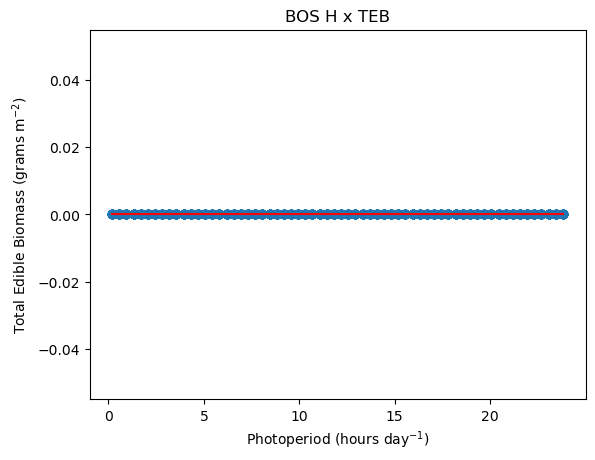 BOS H x TEB
Total Edible Biomass (grams m⁻²)
0.04
0.02
0.00
−0.02
−0.04
0 5 10 15 20
Photoperiod (hours day⁻¹)